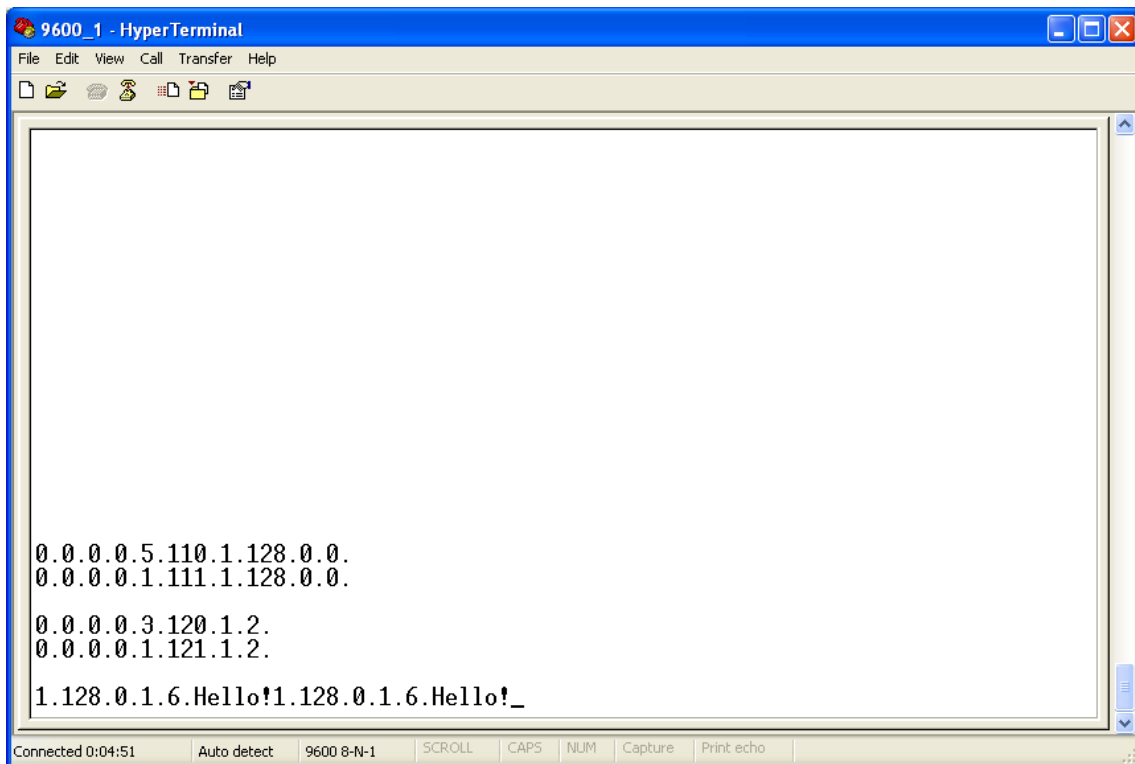 9600_1 - HyperTerminal
File Edit View Call Transfer Help
0.0.0.0.5.110.1.128.0.0.
0.0.0.0.1.111.1.128.0.0.
0.0.0.0.3.120.1.2.
0.0.0.0.1.121.1.2.
1.128.0.1.6.Hello!1.128.0.1.6.Hello!_
Connected 0:04:51 Auto detect 9600 8-N-1 SCROLL CAPS NUM Capture Print echo